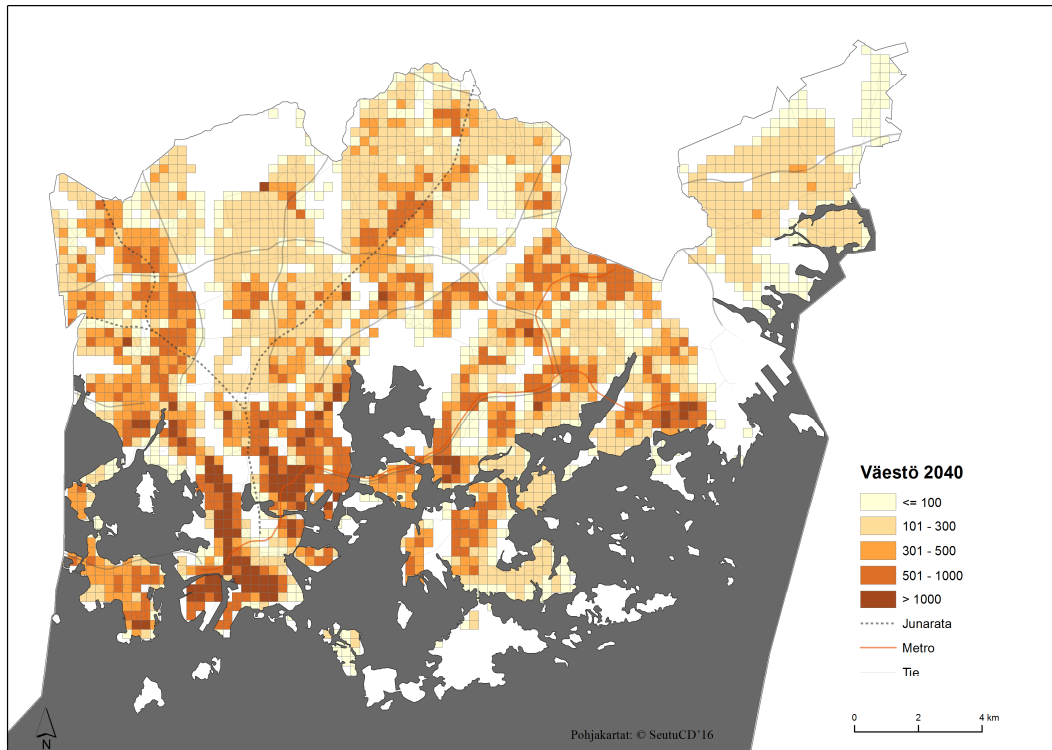 Väestö 2040
<= 100
101 - 300
301 - 500
501 - 1000
> 1000
Junarata
Metro
Tie
0 2 4 km
Pohjakartat: © SeutuCD'16
N